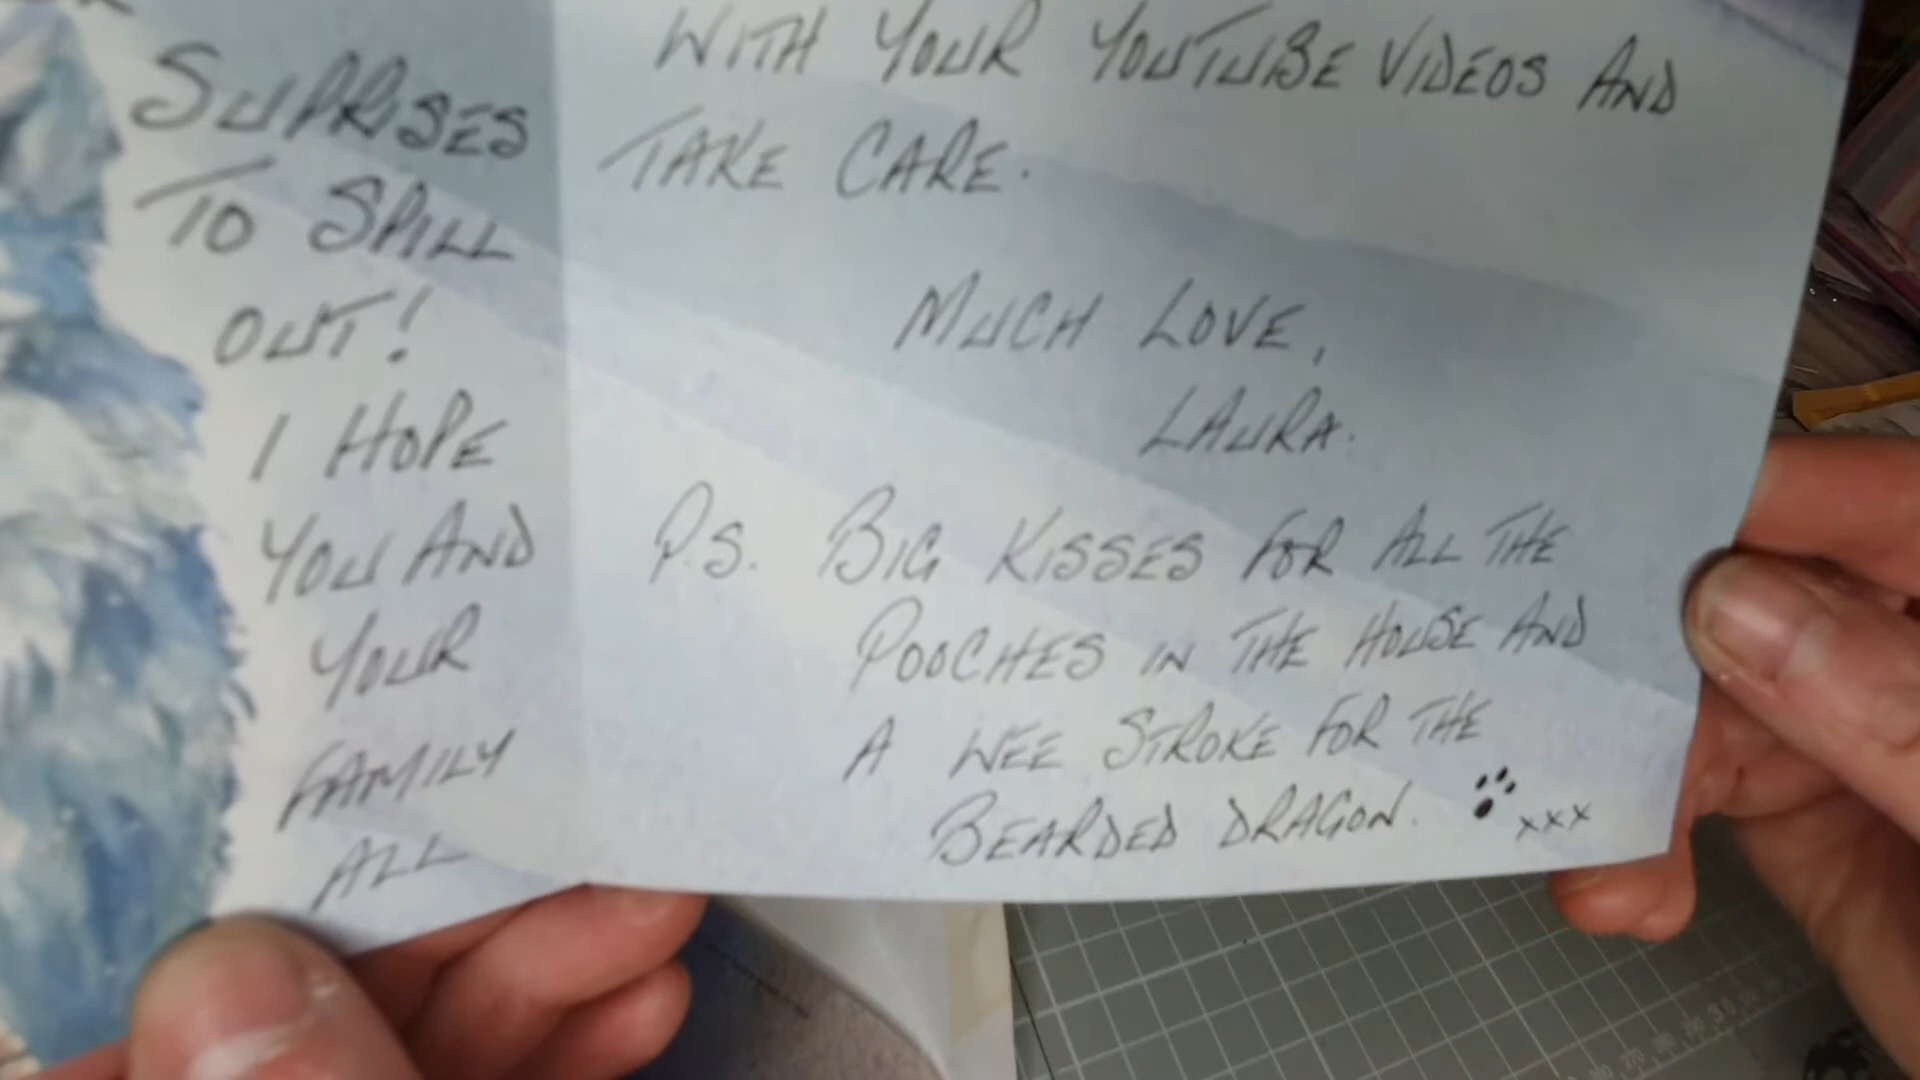 SUPRISES
TO SPILL
OUT!
I HOPE
YOU AND
YOUR
FAMILY
ALL
WITH YOUR YOUTUBE VIDEOS AND
TAKE CARE.
MUCH LOVE,
LAURA.
P.S. BIG KISSES FOR ALL THE
POOCHES IN THE HOUSE AND
A WEE STROKE FOR THE
BEARDED DRAGON.
xxx